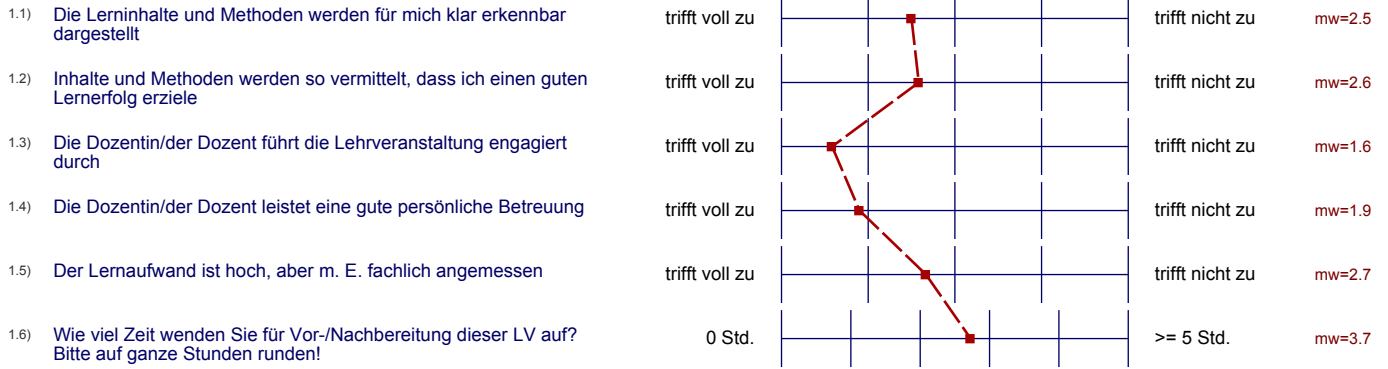 1.1) Die Lerninhalte und Methoden werden für mich klar erkennbar
dargestellt
trifft voll zu trifft nicht zu mw=2.5
1.2) Inhalte und Methoden werden so vermittelt, dass ich einen guten
Lernerfolg erziele
trifft voll zu trifft nicht zu mw=2.6
1.3) Die Dozentin/der Dozent führt die Lehrveranstaltung engagiert
durch
trifft voll zu trifft nicht zu mw=1.6
1.4) Die Dozentin/der Dozent leistet eine gute persönliche Betreuung
trifft voll zu trifft nicht zu mw=1.9
1.5) Der Lernaufwand ist hoch, aber m. E. fachlich angemessen
trifft voll zu trifft nicht zu mw=2.7
1.6) Wie viel Zeit wenden Sie für Vor-/Nachbereitung dieser LV auf?
Bitte auf ganze Stunden runden!
0 Std. >= 5 Std. mw=3.7